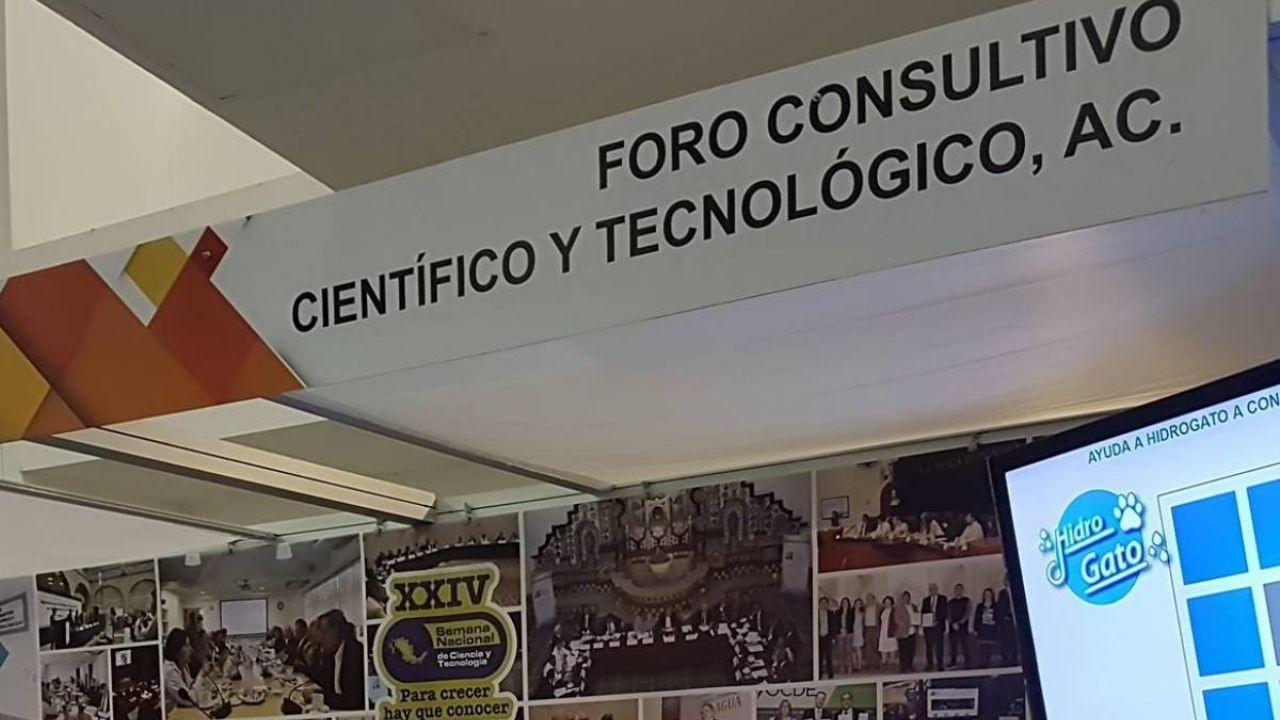 FORO CONSULTIVO
CIENTÍFICO Y TECNOLÓGICO, AC.
AYUDA A HIDROGATO A CON
Hidro
Gato
XXIV
Semana
Nacional
de Ciencia y
Tecnología
Para crecer
hay que conocer
AGUA